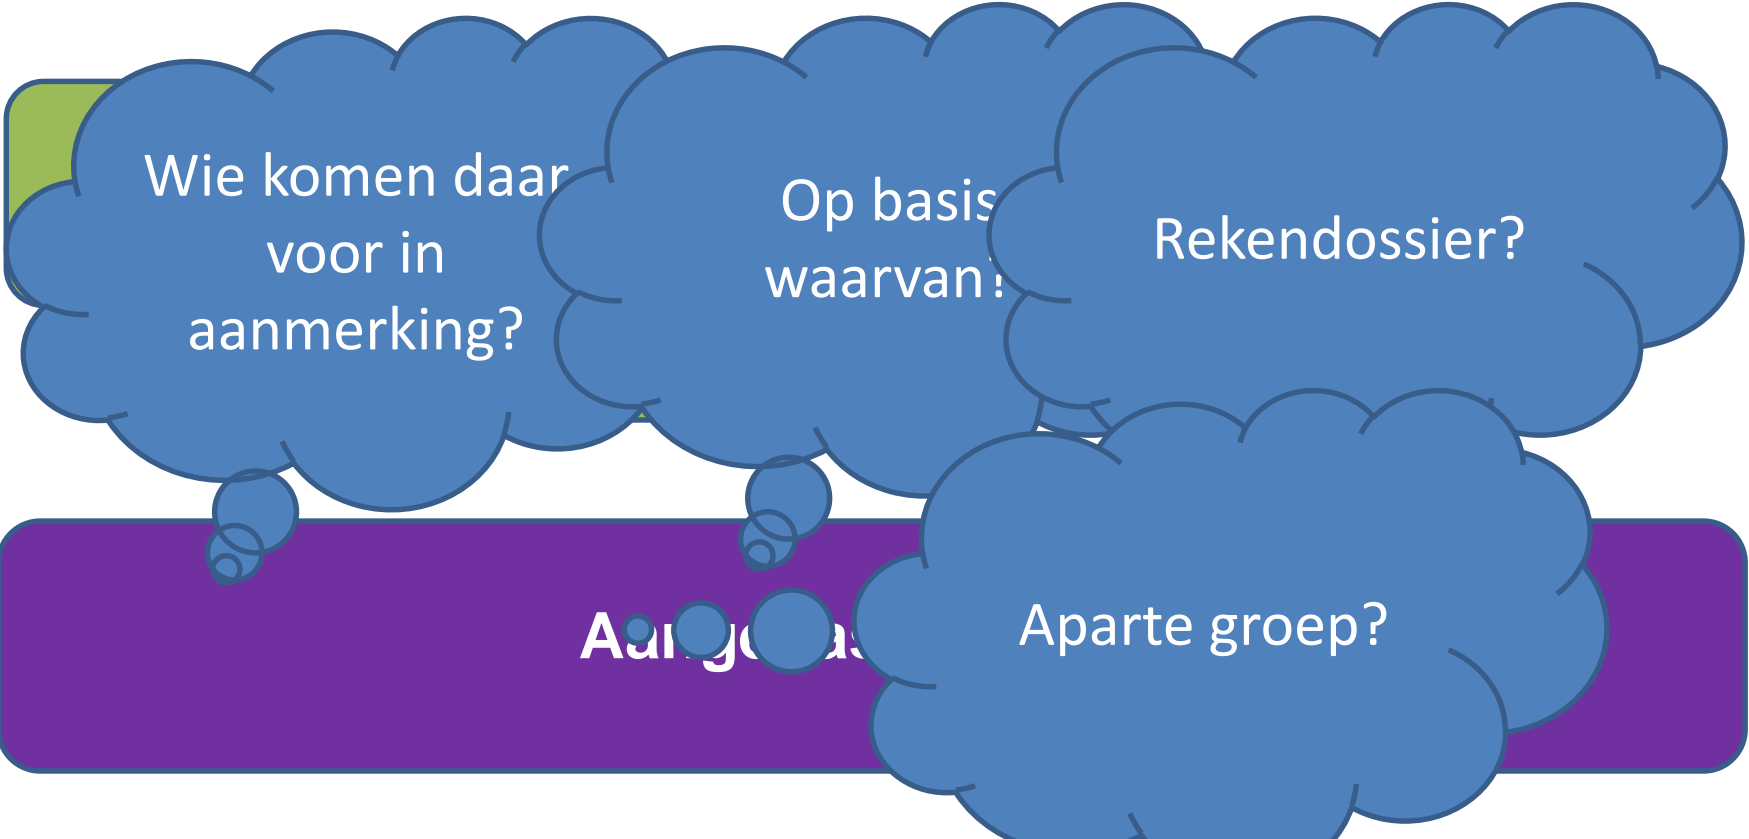 Wie komen daar
voor in
aanmerking?
Op basis
waarvan?
Rekendossier?
Aparte groep?